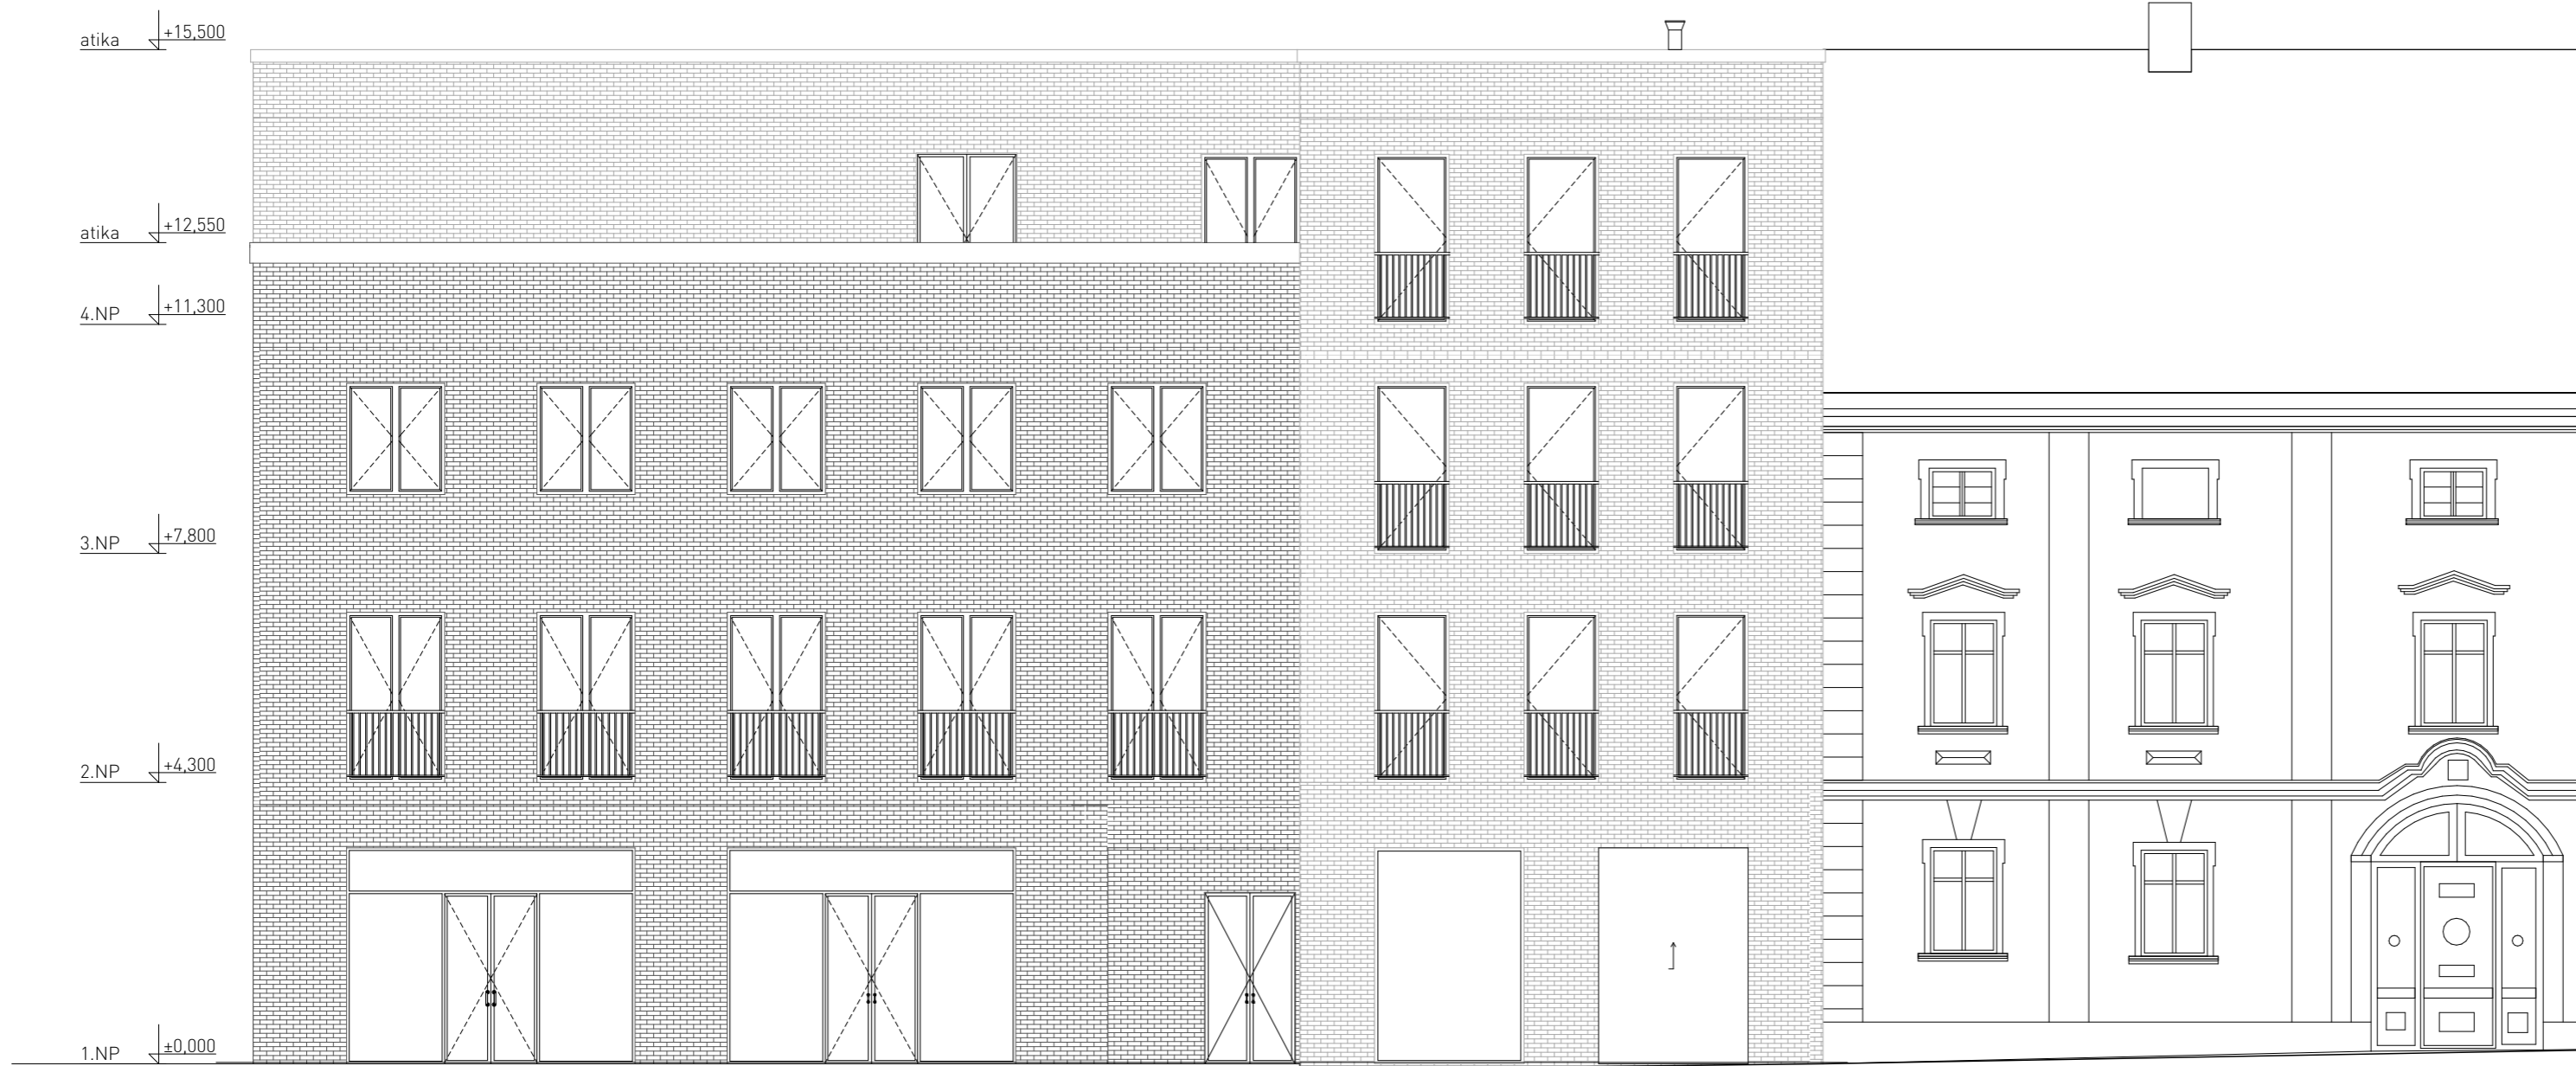 atika +15,500
atika +12,550
4.NP +11,300
3.NP +7,800
2.NP +4,300
1.NP ±0,000